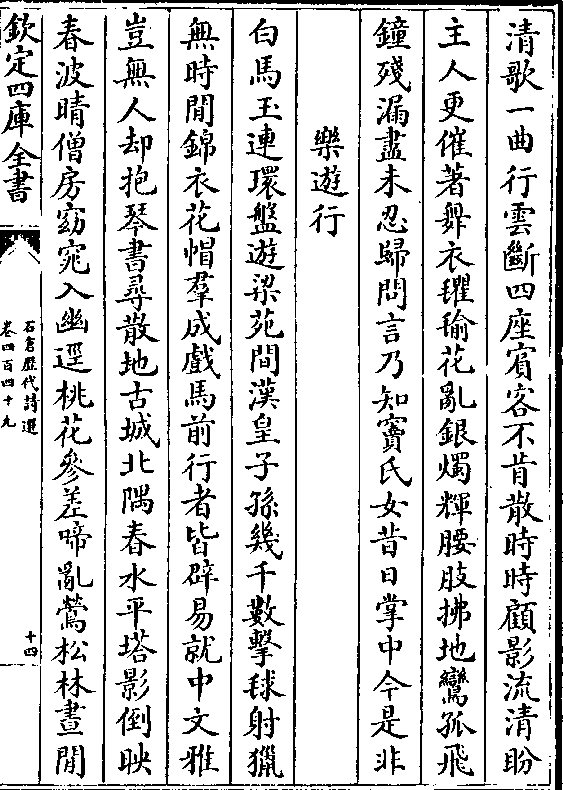 清歌一曲行雲斷四座賓客不肯散時時顧影流清盼
主人更催著舞衣瓘瑜花亂銀燭輝腰肢拂地鸞孤飛
鐘殘漏盡未忍歸問言乃知竇氏女昔日掌中今是非
樂遊行
白馬玉連環盤遊梁苑間漢皇子孫幾千數擊毬射獵
無時閒錦衣花帽羣成戲馬前行者皆辟易就中文雅
豈無人却抱琴書尋散地古城北隅春水平塔影倒映
春波晴僧房窈窕入幽逕桃花參差啼亂鶯松林晝閒
欽定四庫全書
石倉歷代詩選
卷四百四十九
十四